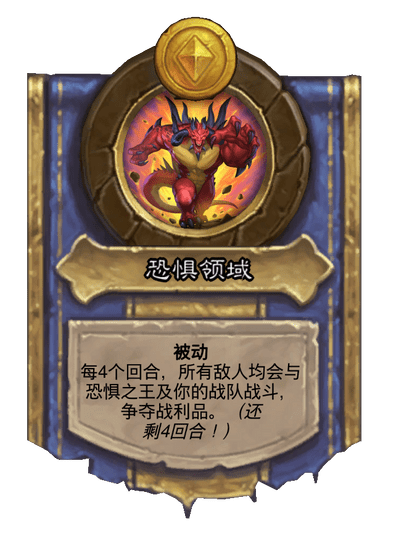 恐惧领域
被动
每4个回合，所有敌人均会与
恐惧之王及你的战队战斗，
争夺战利品。（还
剩4回合！）